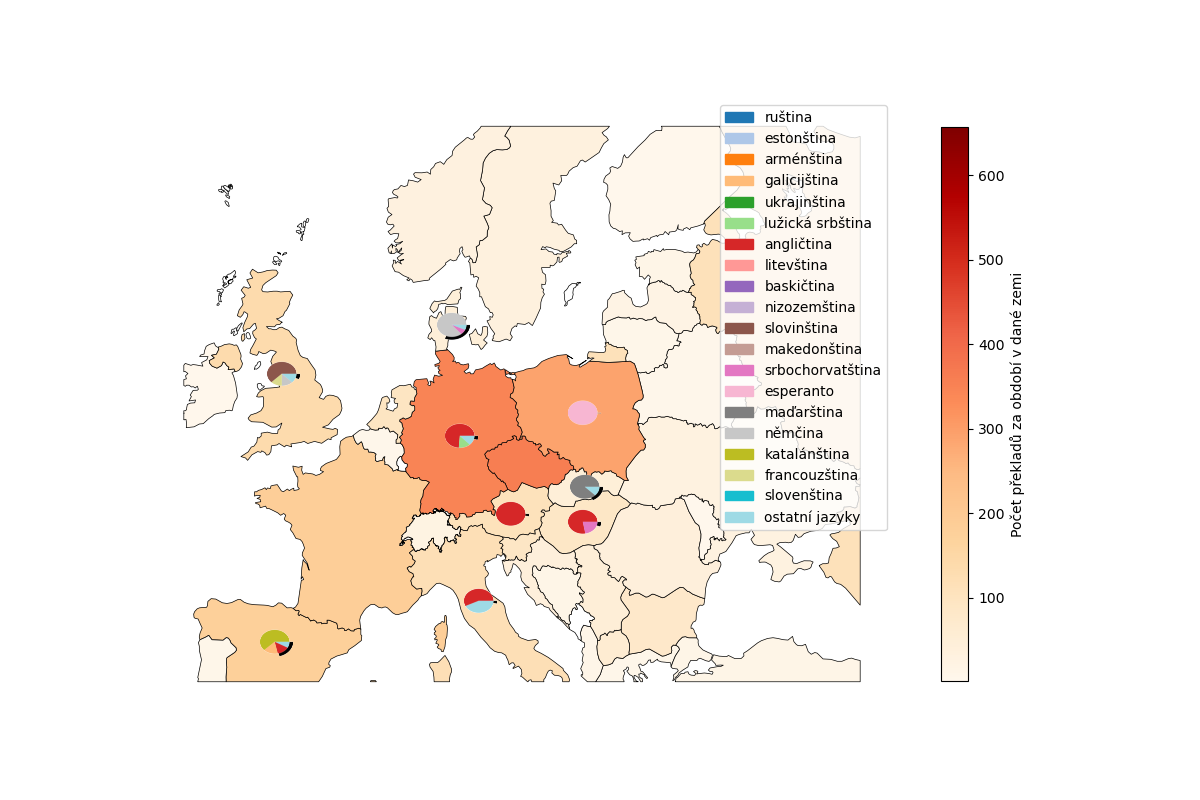 ruština
estonština
arménština
galicijština
ukrajinština
lužická srbština
angličtina
litevština
baskičtina
nizozemština
slovinština
makedonština
srbochorvatština
esperanto
maďarština
němčina
katalánština
francouzština
slovenština
ostatní jazyky
600
500
400
300
200
100
Počet překladů za období v dané zemi